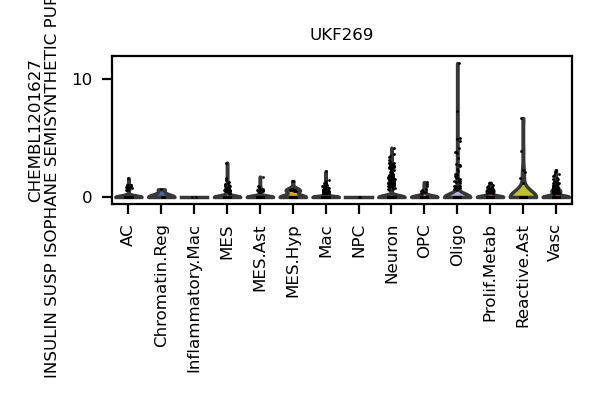 UKF269
CHEMBL1201627
INSULIN SUSP ISOPHANE SEMISYNTHETIC
10
0
AC
Chromatin.Reg
Inflammatory.Mac
MES
MES.Ast
MES.Hyp
Mac
NPC
Neuron
OPC
Oligo
Prolif.Metab
Reactive.Ast
Vasc